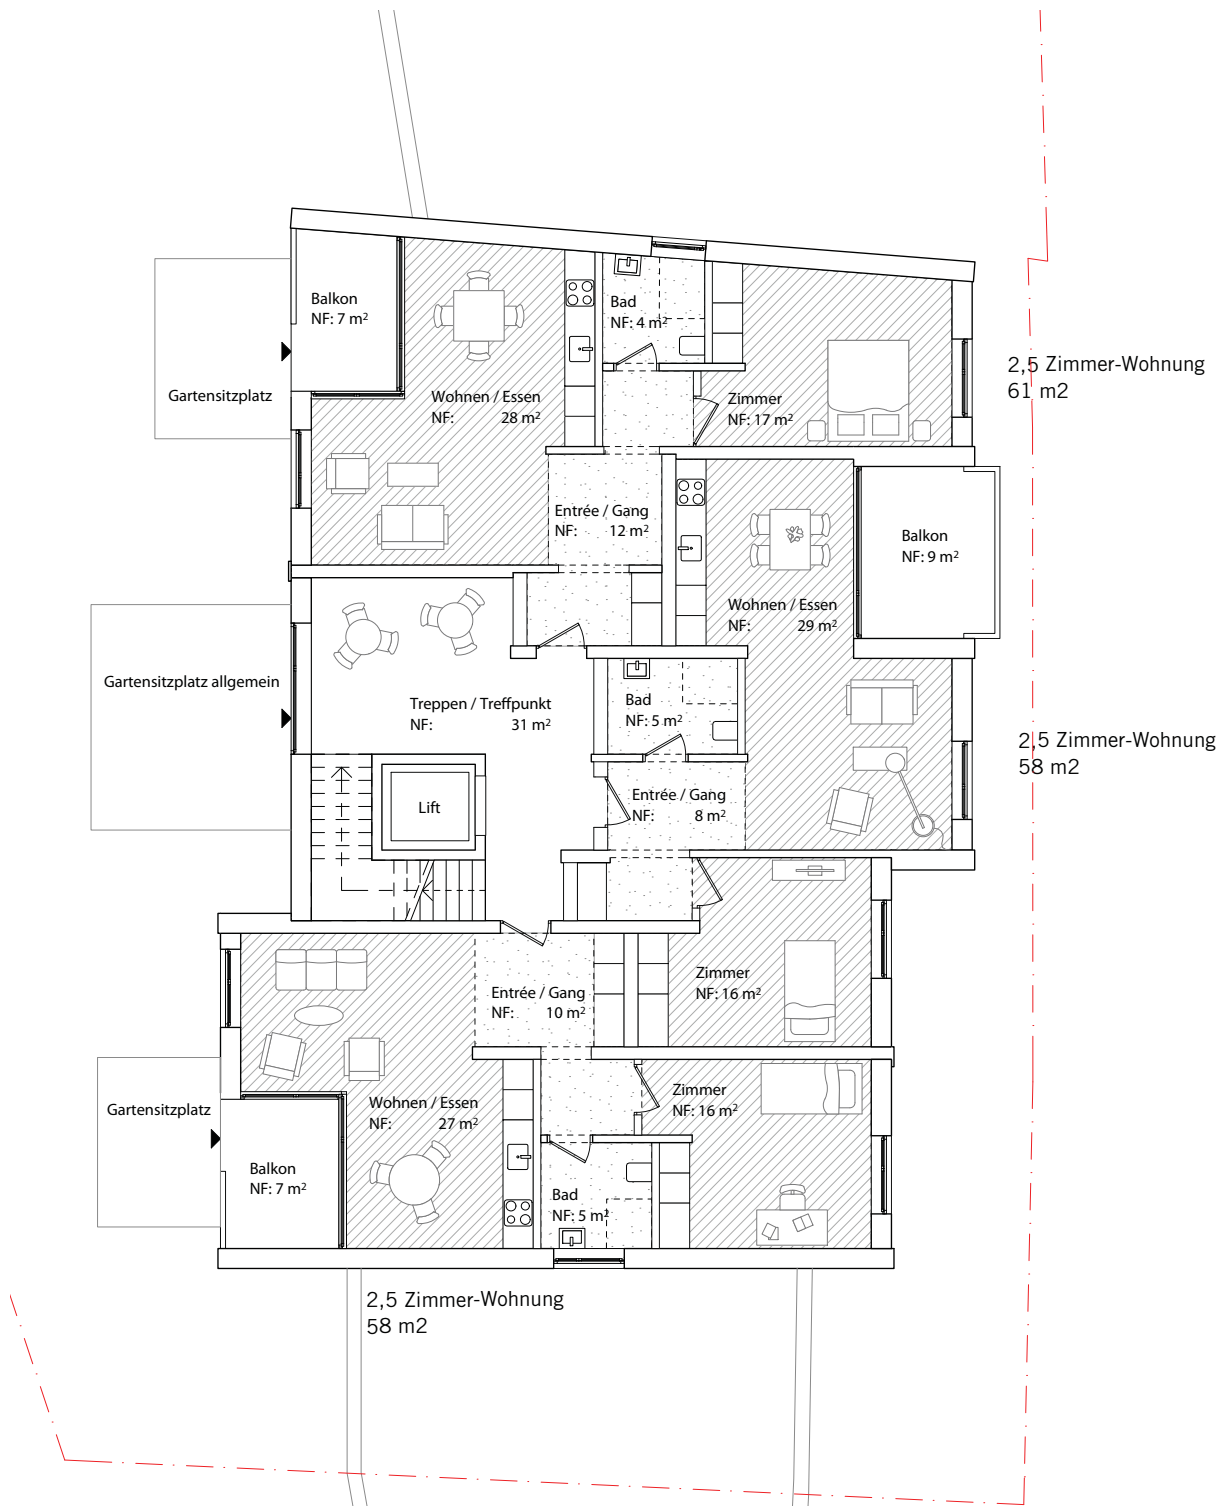 Balkon
NF: 7 m²
Bad
NF: 4 m²
Gartensitzplatz
Wohnen / Essen
NF: 28 m²
Zimmer
NF: 17 m²
2,5 Zimmer-Wohnung
61 m2
Entrée / Gang
NF: 12 m²
Balkon
NF: 9 m²
Wohnen / Essen
NF: 29 m²
Gartensitzplatz allgemein
Treppen / Treffpunkt
NF: 31 m²
Bad
NF: 5 m²
2,5 Zimmer-Wohnung
58 m2
Lift
Entrée / Gang
NF: 8 m²
Entrée / Gang
NF: 10 m²
Zimmer
NF: 16 m²
Gartensitzplatz
Wohnen / Essen
NF: 27 m²
Zimmer
NF: 16 m²
Balkon
NF: 7 m²
Bad
NF: 5 m²
2,5 Zimmer-Wohnung
58 m2